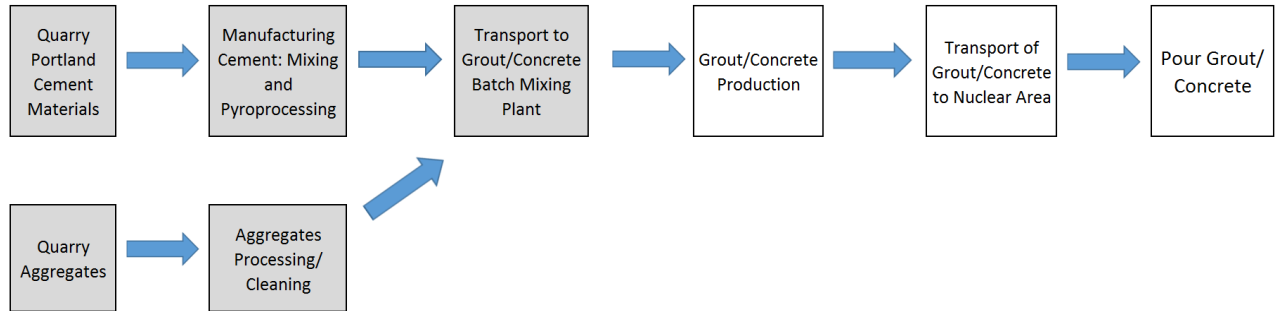 Quarry
Portland
Cement
Materials
Manufacturing
Cement: Mixing
and
Pyroprocessing
Transport to
Grout/Concrete
Batch Mixing
Plant
Grout/Concrete
Production
Transport of
Grout/Concrete
to Nuclear Area
Pour Grout/
Concrete
Quarry
Aggregates
Aggregates
Processing/
Cleaning